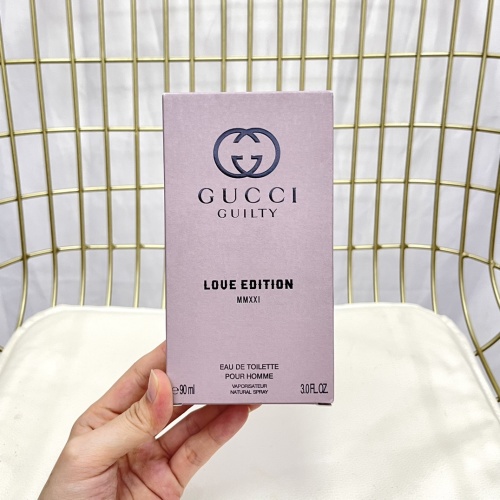 GUCCI
GUILTY
LOVE EDITION
MMXXI
EAU DE TOILETTE
POUR HOMME
VAPORISATEUR
NATURAL SPRAY
℮90 ml
3.0 FL.OZ.